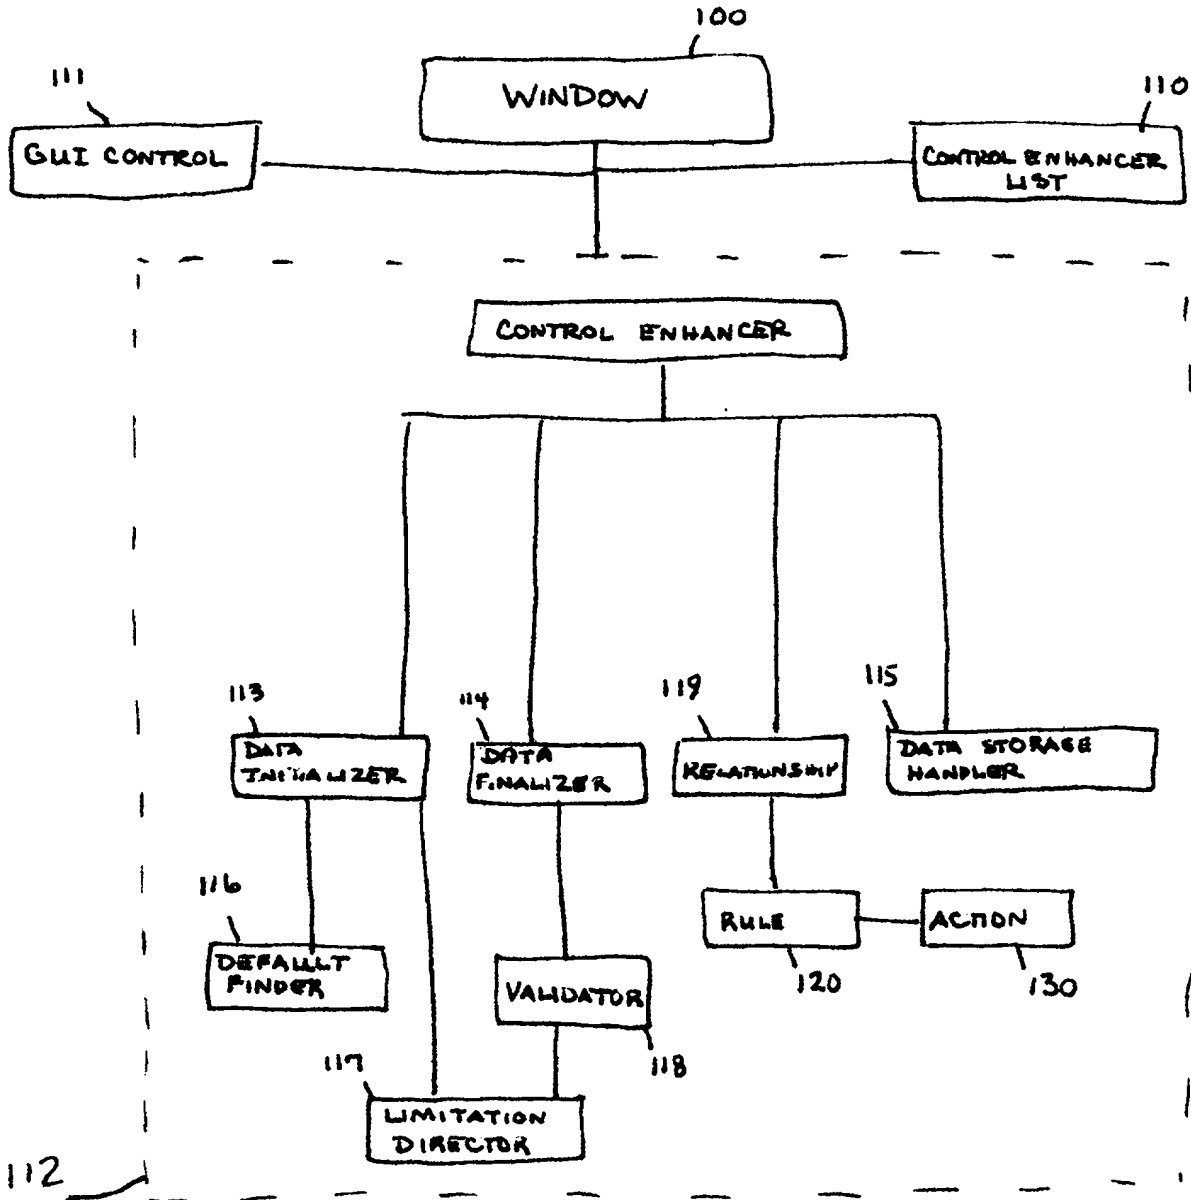 100
WINDOW
111
GUI CONTROL
110
CONTROL ENHANCER
LIST
CONTROL ENHANCER
113
DATA
INITIALIZER
114
DATA
FINALIZER
119
RELATIONSHIP
115
DATA STORAGE
HANDLER
116
DEFAULT
FINDER
RULE
120
ACTION
130
VALIDATOR
118
117
LIMITATION
DIRECTOR
112